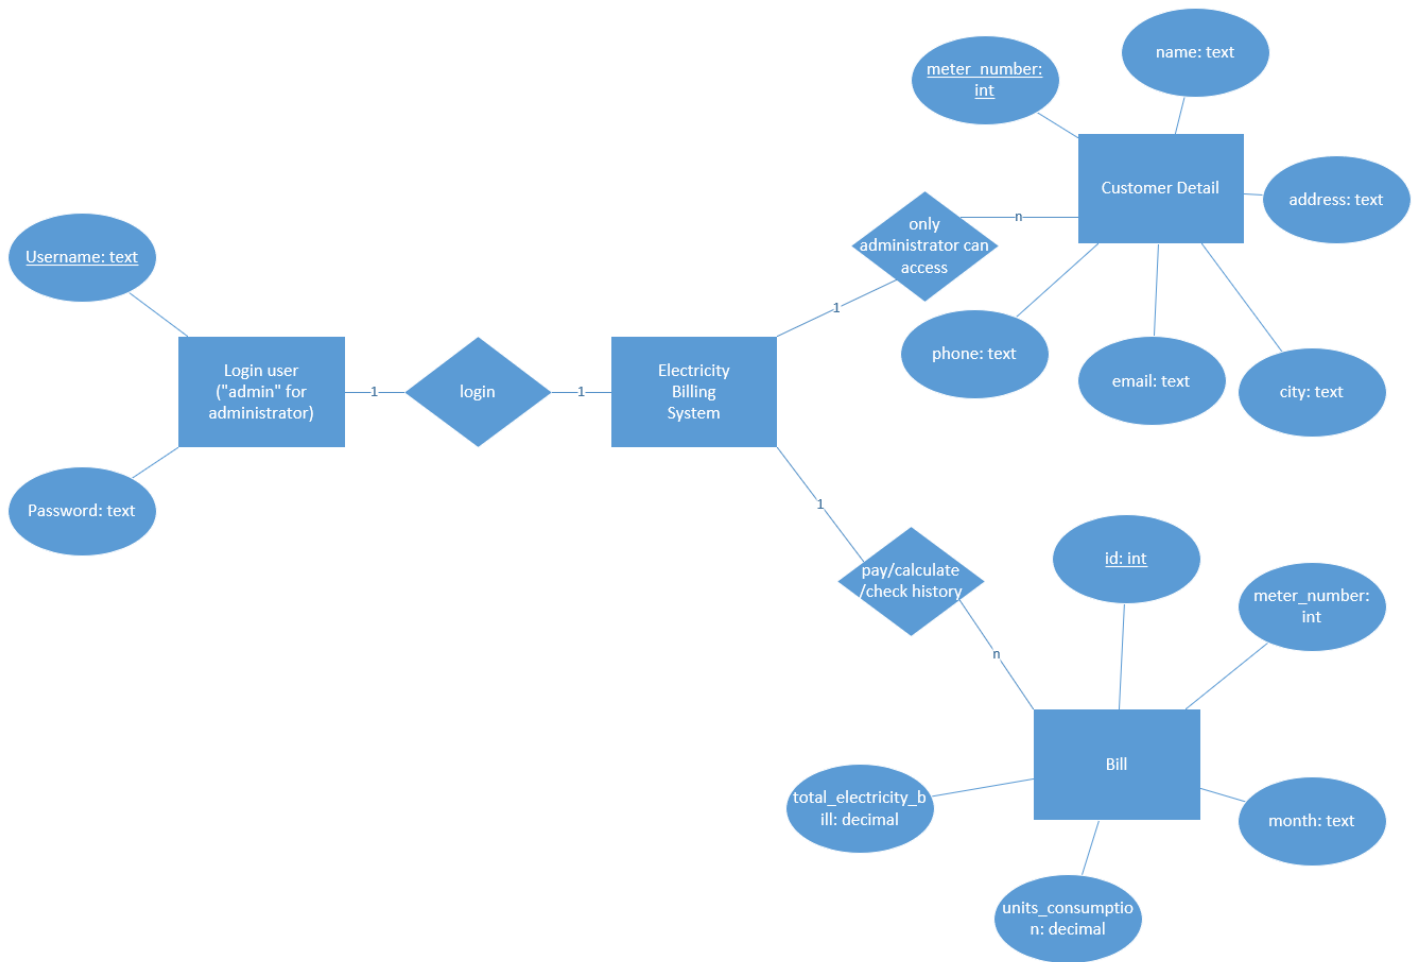 name: text
meter_number:
int
Customer Detail
address: text
only
administrator can
access
n
Username: text
1
phone: text
email: text
city: text
Login user
("admin" for
administrator)
1
login
1
Electricity
Billing
System
Password: text
1
pay/calculate
/check history
n
id: int
meter_number:
int
Bill
total_electricity_b
ill: decimal
month: text
units_consumptio
n: decimal